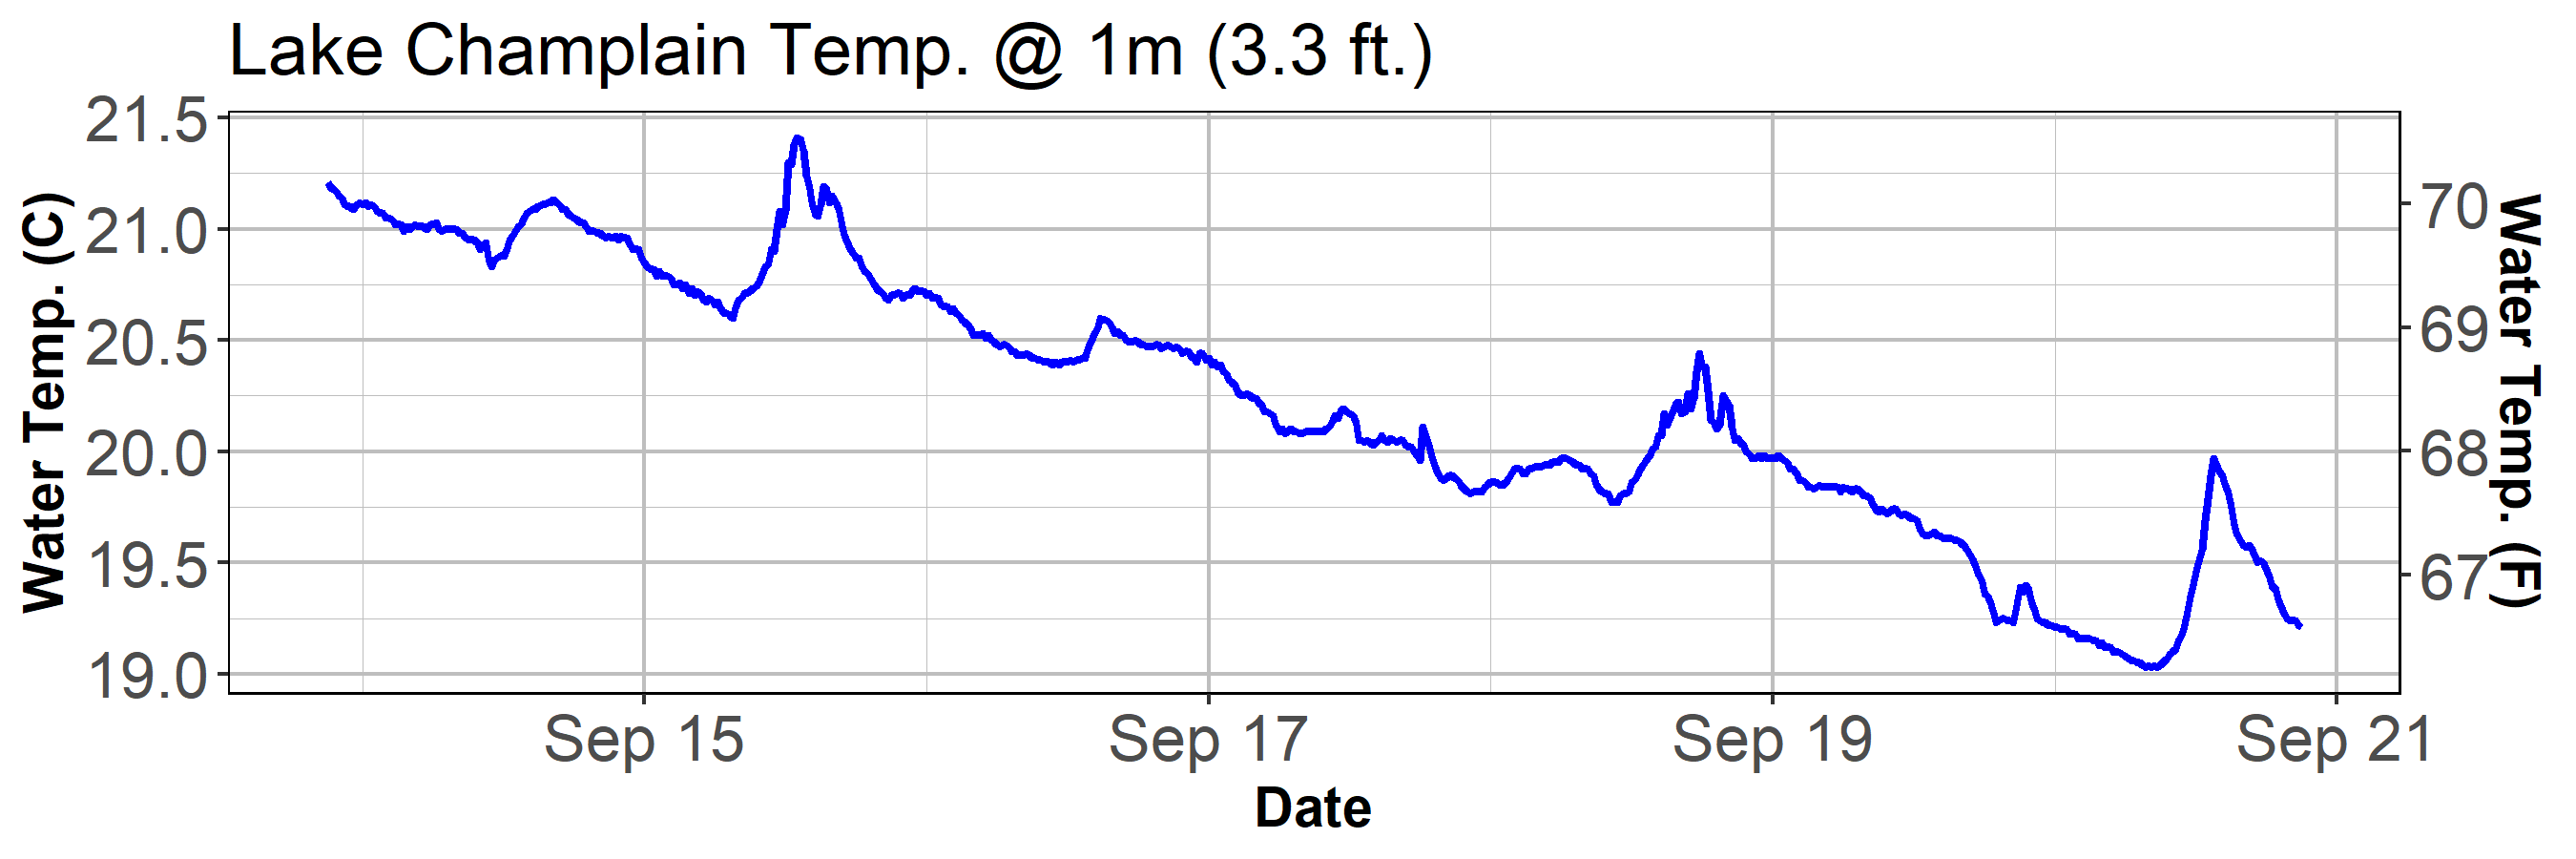 Lake Champlain Temp. @ 1m (3.3 ft.)
Water Temp. (C)
21.5
21.0
20.5
20.0
19.5
19.0
70
69
68
67
Water Temp. (F)
Sep 15 Sep 17 Sep 19 Sep 21
Date